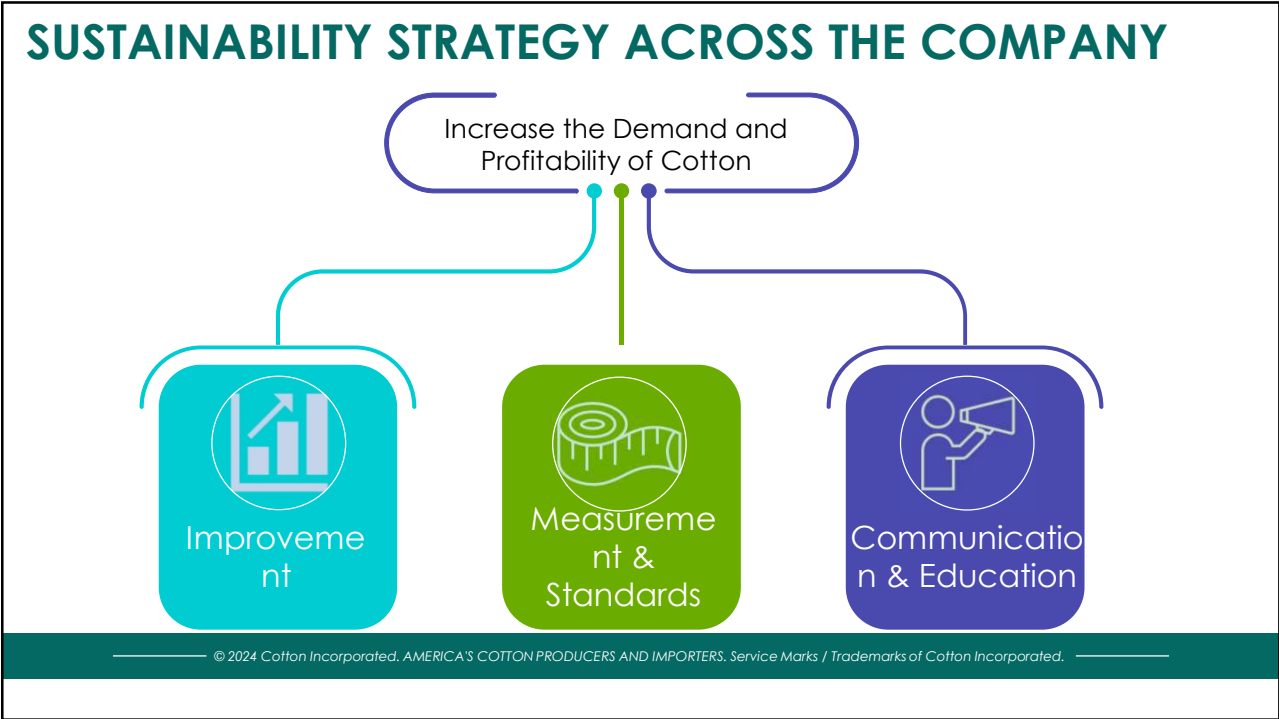 SUSTAINABILITY STRATEGY ACROSS THE COMPANY
Increase the Demand and
Profitability of Cotton
Improveme
nt
Measureme
nt &
Standards
Communicatio
n & Education
© 2024 Cotton Incorporated. AMERICA'S COTTON PRODUCERS AND IMPORTERS. Service Marks / Trademarks of Cotton Incorporated.